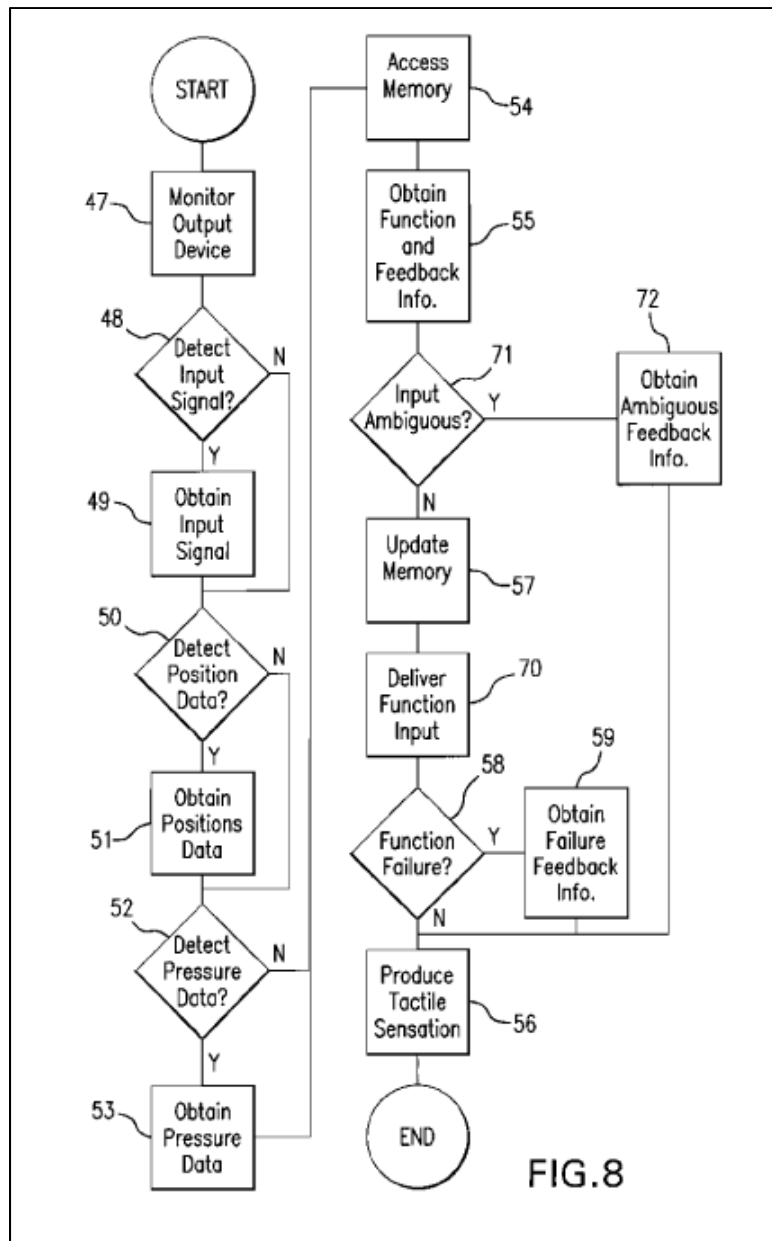 START
47
Monitor
Output
Device
48
Detect
Input
Signal?
N
Y
49
Obtain
Input
Signal
50
Detect
Position
Data?
N
Y
51
Obtain
Positions
Data
52
Detect
Pressure
Data?
N
Y
53
Obtain
Pressure
Data
Access
Memory
54
Obtain
Function
and
Feedback
Info.
55
71
Input
Ambiguous?
Y
N
72
Obtain
Ambiguous
Feedback
Info.
Update
Memory
57
Deliver
Function
Input
70
58
Function
Failure?
Y
N
59
Obtain
Failure
Feedback
Info.
Produce
Tactile
Sensation
56
END
FIG.8